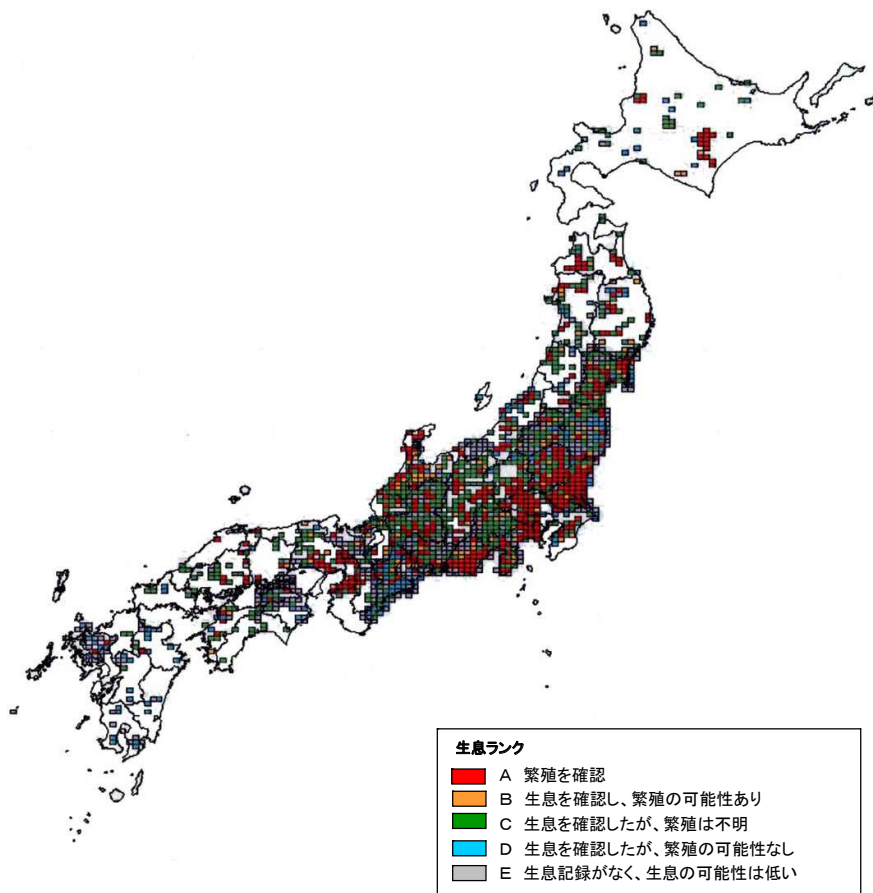 生息ランク
A 繁殖を確認
B 生息を確認し、繁殖の可能性あり
C 生息を確認したが、繁殖は不明
D 生息を確認したが、繁殖の可能性なし
E 生息記録がなく、生息の可能性は低い